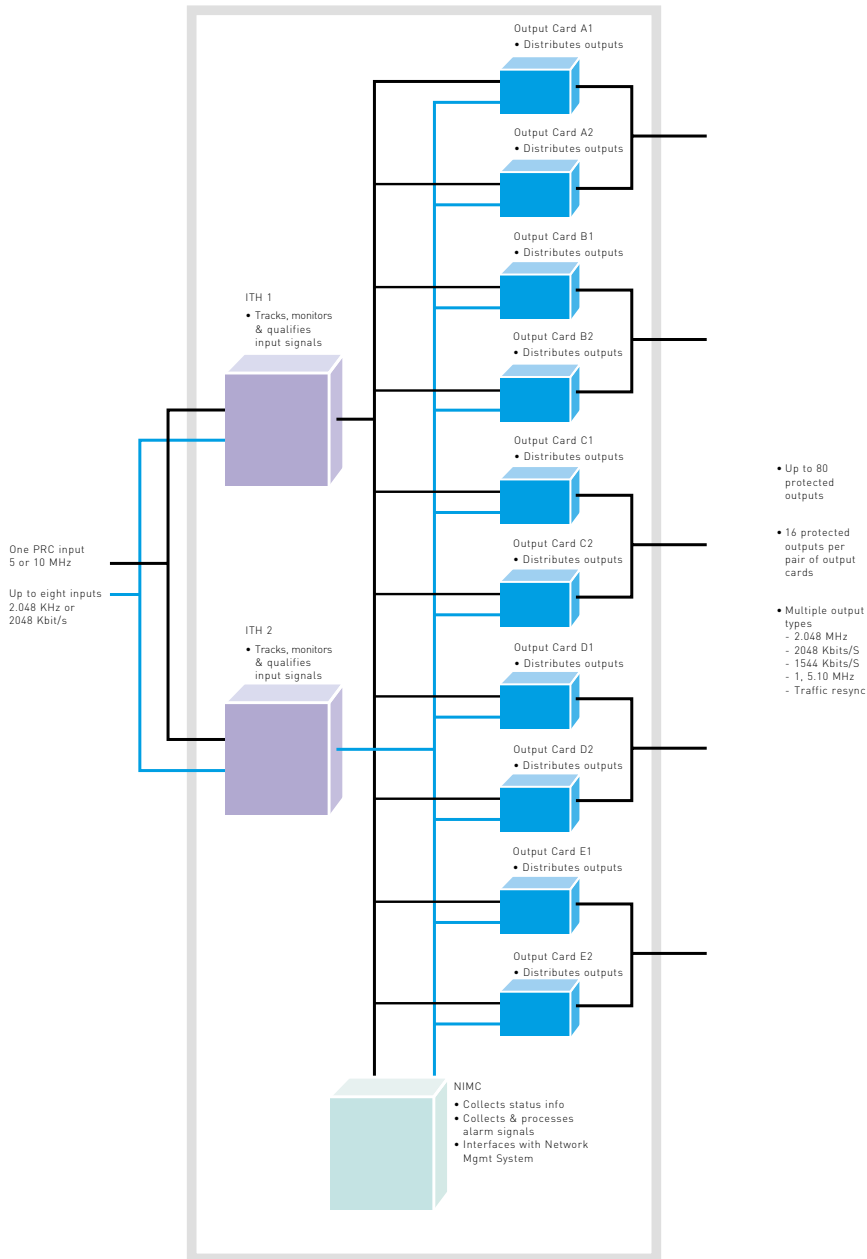 Output Card A1
• Distributes outputs
Output Card A2
• Distributes outputs
Output Card B1
• Distributes outputs
ITH 1
• Tracks, monitors
& qualifies
input signals
Output Card B2
• Distributes outputs
Output Card C1
• Distributes outputs
• Up to 80
protected
outputs
• 16 protected
outputs per
pair of output
cards
• Multiple output
types
- 2.048 MHz
- 2048 Kbits/S
- 1544 Kbits/S
- 1, 5.10 MHz
- Traffic resync
One PRC input
5 or 10 MHz
Up to eight inputs
2.048 KHz or
2048 Kbit/s
Output Card C2
• Distributes outputs
ITH 2
• Tracks, monitors
& qualifies
input signals
Output Card D1
• Distributes outputs
Output Card D2
• Distributes outputs
Output Card E1
• Distributes outputs
Output Card E2
• Distributes outputs
NIMC
• Collects status info
• Collects & processes
alarm signals
• Interfaces with Network
Mgmt System